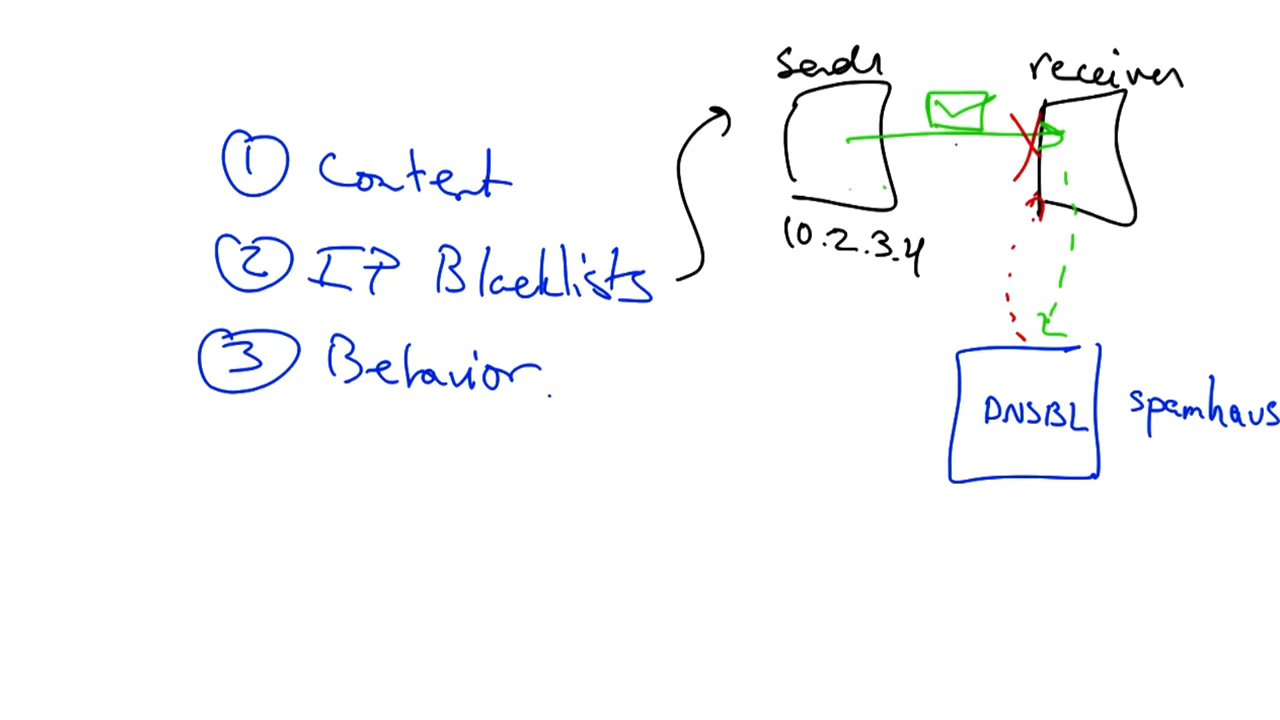 ① Content
② IP Blacklists
③ Behavior
sender
receiver
10.2.3.4
DNSBL
spamhaus